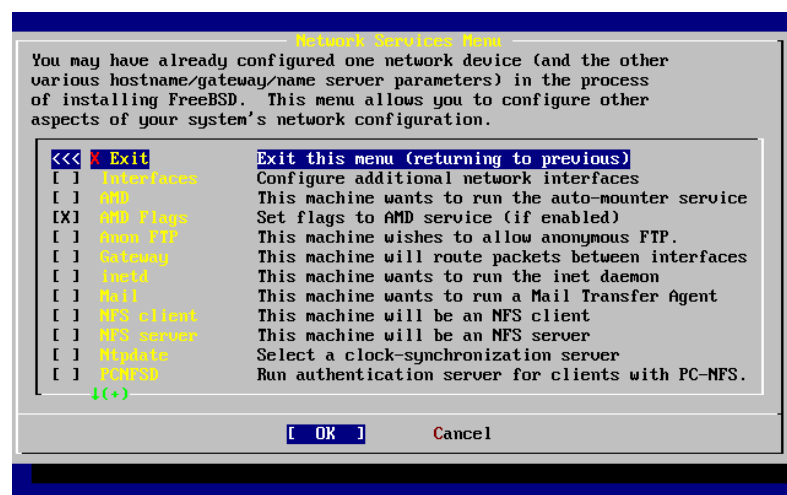 Network Services Menu
You may have already configured one network device (and the other
various hostname/gateway/name server parameters) in the process
of installing FreeBSD.  This menu allows you to configure other
aspects of your system's network configuration.
<<< X Exit Exit this menu (returning to previous)
[ ] Interfaces Configure additional network interfaces
[ ] AMD This machine wants to run the auto-mounter service
[X] AMD Flags Set flags to AMD service (if enabled)
[ ] Anon FTP This machine wishes to allow anonymous FTP.
[ ] Gateway This machine will route packets between interfaces
[ ] inetd This machine wants to run the inet daemon
[ ] Mail This machine wants to run a Mail Transfer Agent
[ ] NFS client This machine will be an NFS client
[ ] NFS server This machine will be an NFS server
[ ] Ntpdate Select a clock-synchronization server
[ ] PCNFSD Run authentication server for clients with PC-NFS.
↓(+)
[ OK ] Cancel